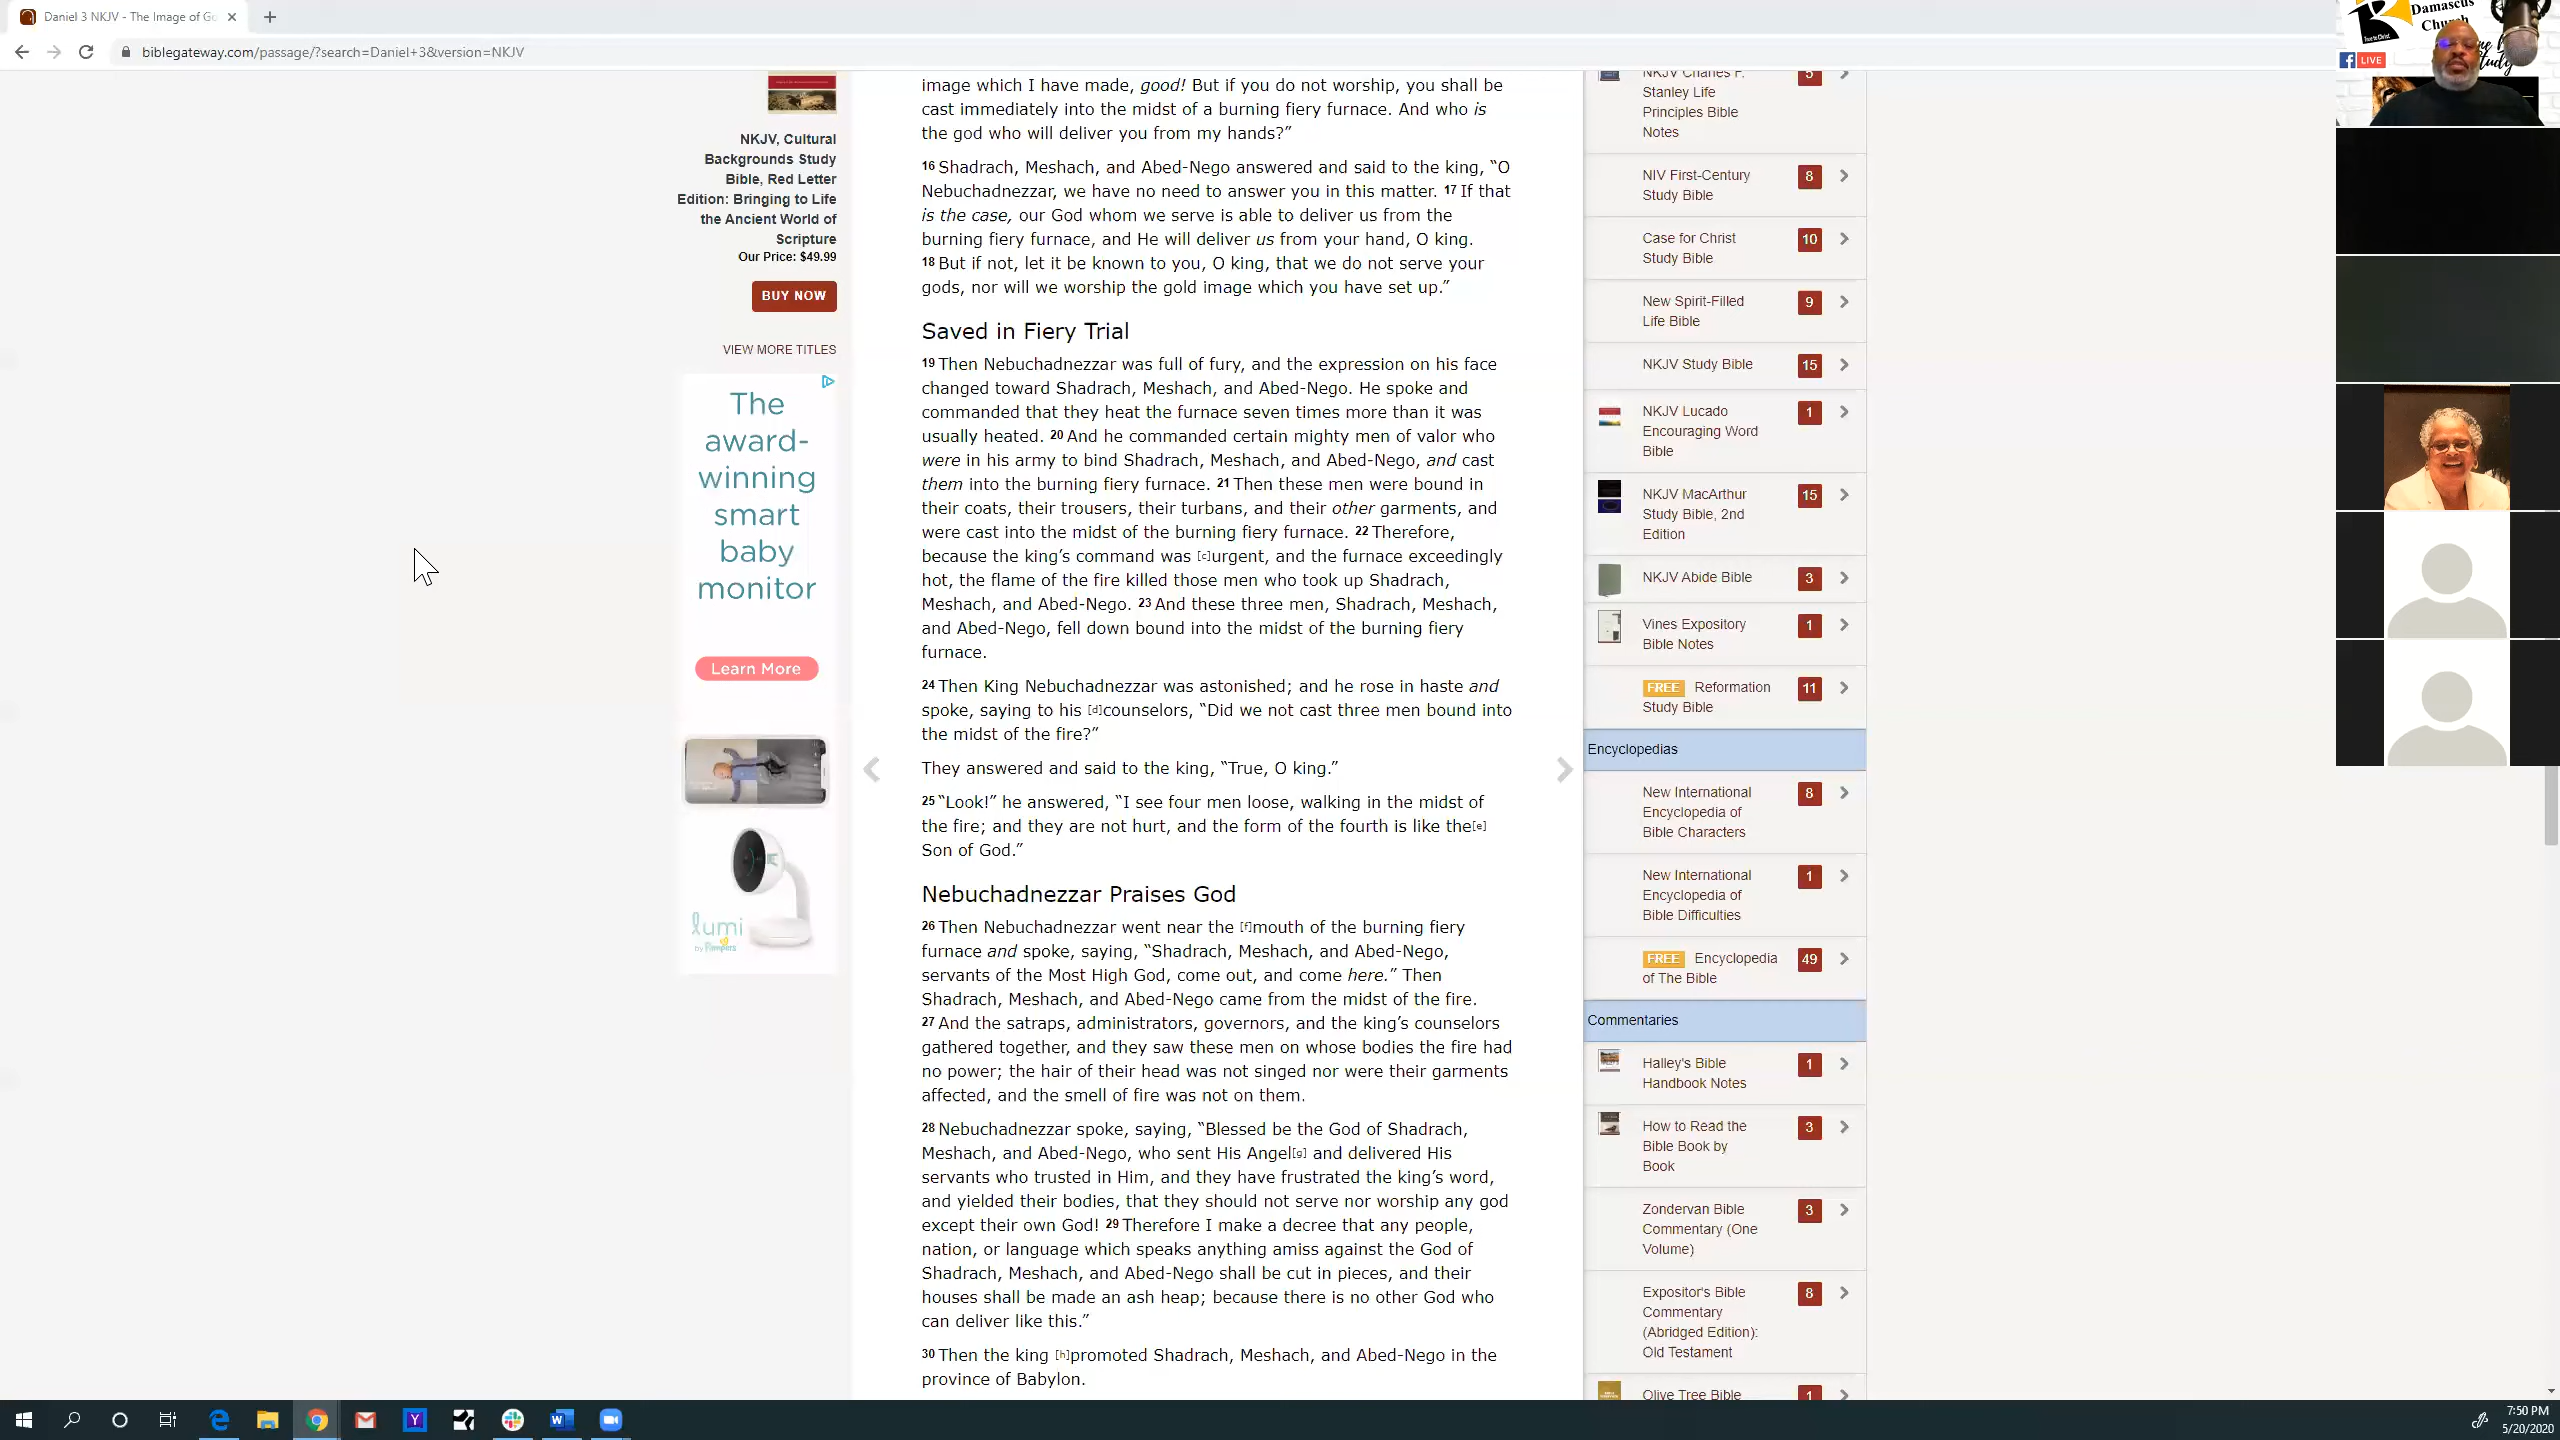 Daniel 3 NKJV - The Image of Go
biblegateway.com/passage/?search=Daniel+3&version=NKJV
NKJV, Cultural
Backgrounds Study
Bible, Red Letter
Edition: Bringing to Life
the Ancient World of
Scripture
Our Price: $49.99
BUY NOW
VIEW MORE TITLES
The
award-
winning
smart
baby
monitor
Learn More
lumi
by Pampers
image which I have made, good! But if you do not worship, you shall be
cast immediately into the midst of a burning fiery furnace. And who is
the god who will deliver you from my hands?”
16 Shadrach, Meshach, and Abed-Nego answered and said to the king, “O
Nebuchadnezzar, we have no need to answer you in this matter. 17 If that
is the case, our God whom we serve is able to deliver us from the
burning fiery furnace, and He will deliver us from your hand, O king.
18 But if not, let it be known to you, O king, that we do not serve your
gods, nor will we worship the gold image which you have set up.”
Saved in Fiery Trial
19 Then Nebuchadnezzar was full of fury, and the expression on his face
changed toward Shadrach, Meshach, and Abed-Nego. He spoke and
commanded that they heat the furnace seven times more than it was
usually heated. 20 And he commanded certain mighty men of valor who
were in his army to bind Shadrach, Meshach, and Abed-Nego, and cast
them into the burning fiery furnace. 21 Then these men were bound in
their coats, their trousers, their turbans, and their other garments, and
were cast into the midst of the burning fiery furnace. 22 Therefore,
because the king’s command was [c]urgent, and the furnace exceedingly
hot, the flame of the fire killed those men who took up Shadrach,
Meshach, and Abed-Nego. 23 And these three men, Shadrach, Meshach,
and Abed-Nego, fell down bound into the midst of the burning fiery
furnace.
24 Then King Nebuchadnezzar was astonished; and he rose in haste and
spoke, saying to his [d]counselors, “Did we not cast three men bound into
the midst of the fire?”
They answered and said to the king, “True, O king.”
25 “Look!” he answered, “I see four men loose, walking in the midst of
the fire; and they are not hurt, and the form of the fourth is like the[e]
Son of God.”
Nebuchadnezzar Praises God
26 Then Nebuchadnezzar went near the [f]mouth of the burning fiery
furnace and spoke, saying, “Shadrach, Meshach, and Abed-Nego,
servants of the Most High God, come out, and come here.” Then
Shadrach, Meshach, and Abed-Nego came from the midst of the fire.
27 And the satraps, administrators, governors, and the king’s counselors
gathered together, and they saw these men on whose bodies the fire had
no power; the hair of their head was not singed nor were their garments
affected, and the smell of fire was not on them.
28 Nebuchadnezzar spoke, saying, “Blessed be the God of Shadrach,
Meshach, and Abed-Nego, who sent His Angel[g] and delivered His
servants who trusted in Him, and they have frustrated the king’s word,
and yielded their bodies, that they should not serve nor worship any god
except their own God! 29 Therefore I make a decree that any people,
nation, or language which speaks anything amiss against the God of
Shadrach, Meshach, and Abed-Nego shall be cut in pieces, and their
houses shall be made an ash heap; because there is no other God who
can deliver like this.”
30 Then the king [h]promoted Shadrach, Meshach, and Abed-Nego in the
province of Babylon.
NKJV Charles F. 5
Stanley Life
Principles Bible
Notes
NIV First-Century 8
Study Bible
Case for Christ 10
Study Bible
New Spirit-Filled 9
Life Bible
NKJV Study Bible 15
NKJV Lucado 1
Encouraging Word
Bible
NKJV MacArthur 15
Study Bible, 2nd
Edition
NKJV Abide Bible 3
Vines Expository 1
Bible Notes
FREE Reformation 11
Study Bible
Encyclopedias
New International 8
Encyclopedia of
Bible Characters
New International 1
Encyclopedia of
Bible Difficulties
FREE Encyclopedia 49
of The Bible
Commentaries
Halley's Bible 1
Handbook Notes
How to Read the 3
Bible Book by
Book
Zondervan Bible 3
Commentary (One
Volume)
Expositor's Bible 8
Commentary
(Abridged Edition):
Old Testament
Olive Tree Bible 1
Damascus
Church
LIVE
7:50 PM
5/20/2020